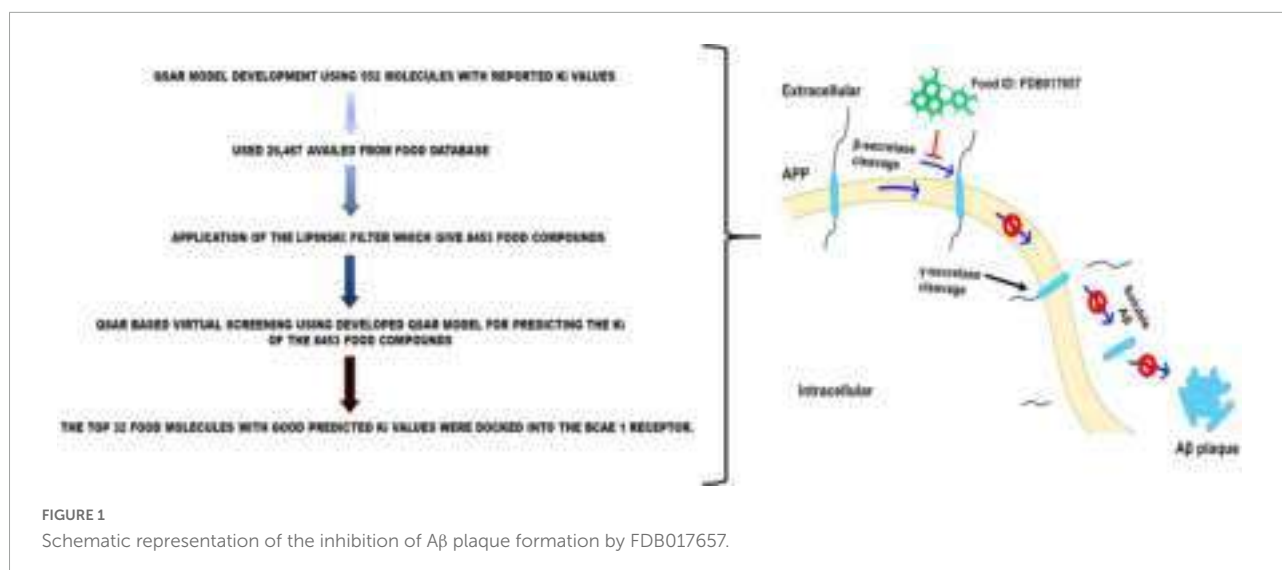 QSAR MODEL DEVELOPMENT USING 552 MOLECULES WITH REPORTED Ki VALUES
USED 26,467 AVAILED FROM FOOD DATABASE
APPLICATION OF THE LIPINSKI FILTER WHICH GIVE 8453 FOOD COMPOUNDS
QSAR BASED VIRTUAL SCREENING USING DEVELOPED QSAR MODEL FOR PREDICTING THE Ki
OF THE 8453 FOOD COMPOUNDS
THE TOP 32 FOOD MOLECULES WITH GOOD PREDICTED Ki VALUES WERE DOCKED INTO THE BCAE 1 RECEPTOR.
Extracellular
Food ID: FDB017657
β-secretase
cleavage
APP
γ-secretase
cleavage
Soluble
Aβ
Intracellular
Aβ plaque
FIGURE 1
Schematic representation of the inhibition of Aβ plaque formation by FDB017657.